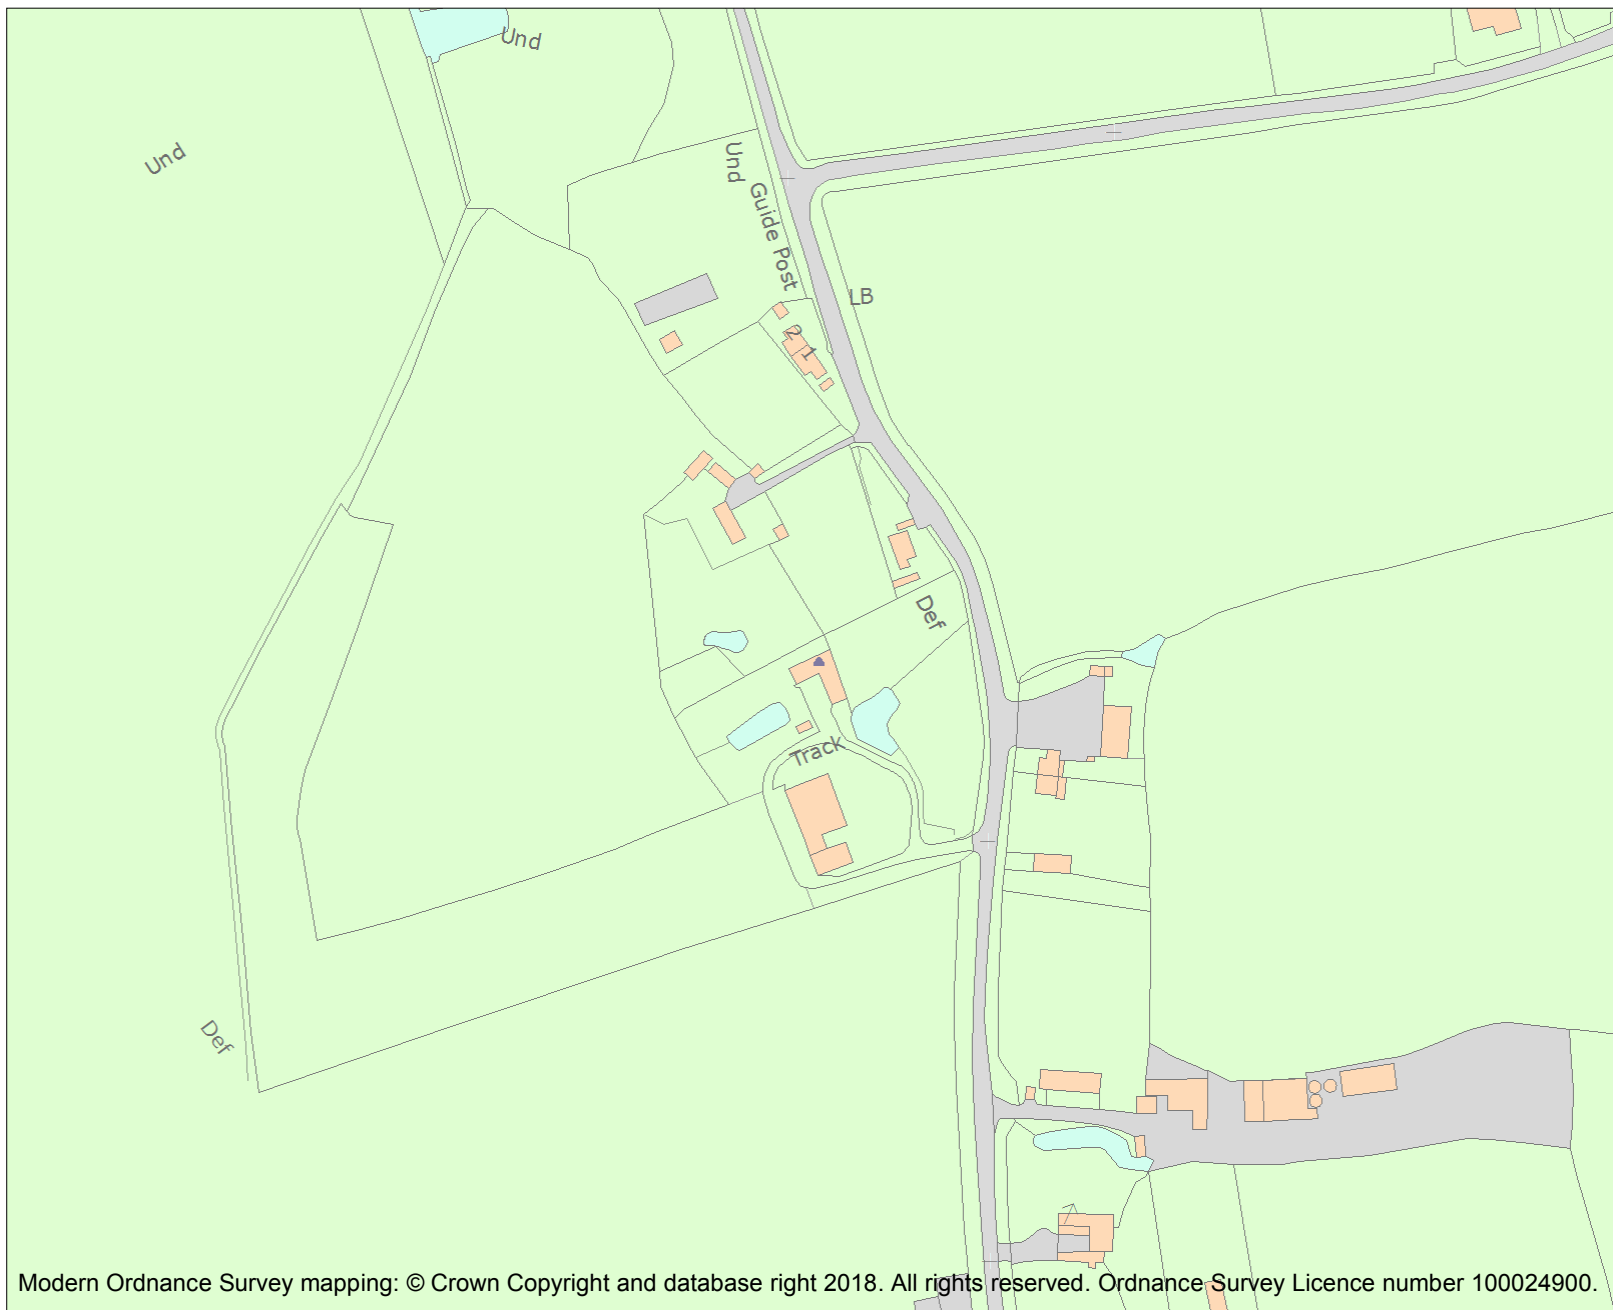 Und
Und
Und
Guide Post
LB
2
1
Def
Track
Def
Modern Ordnance Survey mapping: © Crown Copyright and database right 2018. All rights reserved. Ordnance Survey Licence number 100024900.